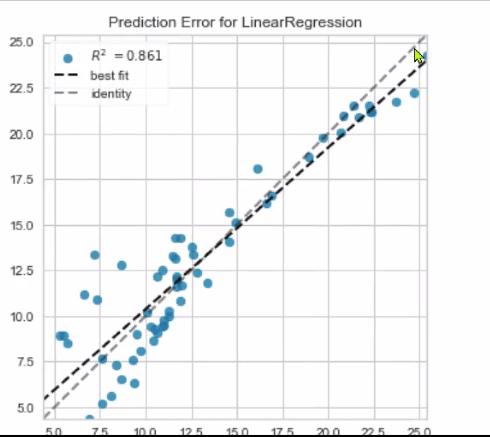 Prediction Error for LinearRegression
R² = 0.861
best fit
identity
25.0
22.5
20.0
17.5
15.0
12.5
10.0
7.5
5.0
5.0 7.5 10.0 12.5 15.0 17.5 20.0 22.5 25.0